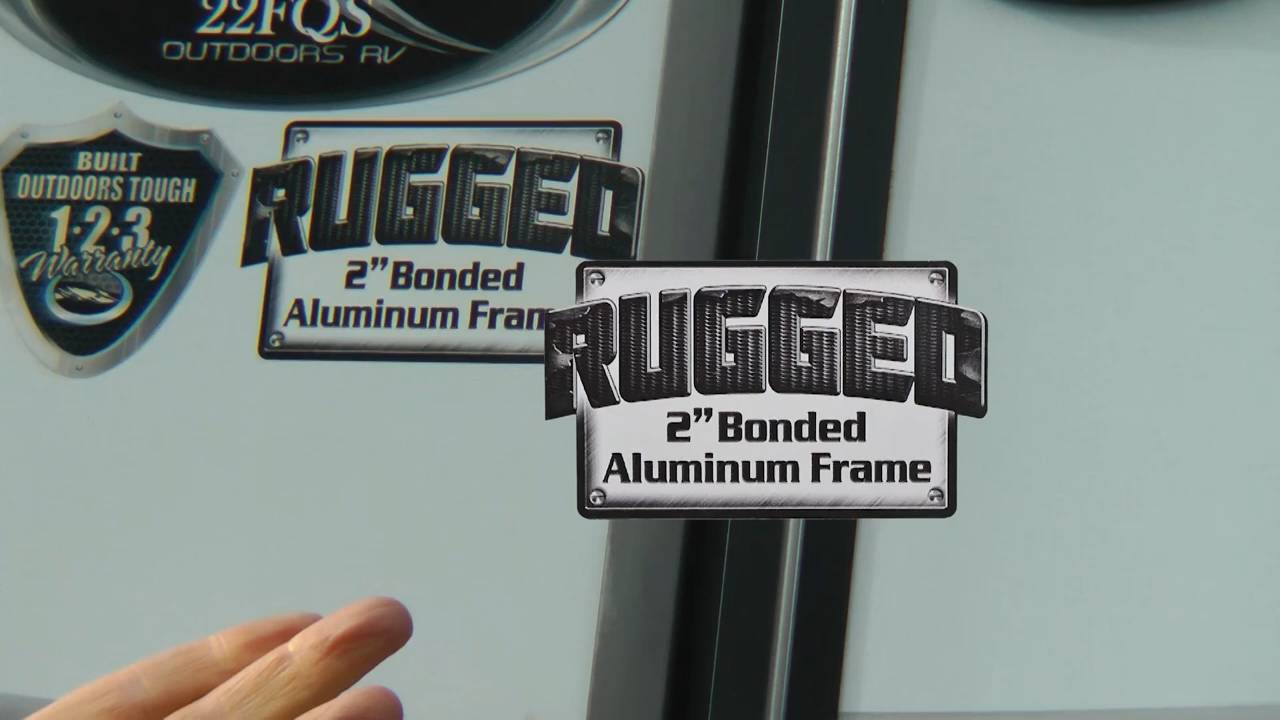 22FQS
OUTDOORS RV
BUILT
OUTDOORS TOUGH
1·2·3
Warranty
RUGGED
2” Bonded
Aluminum Fram
RUGGED
2” Bonded
Aluminum Frame